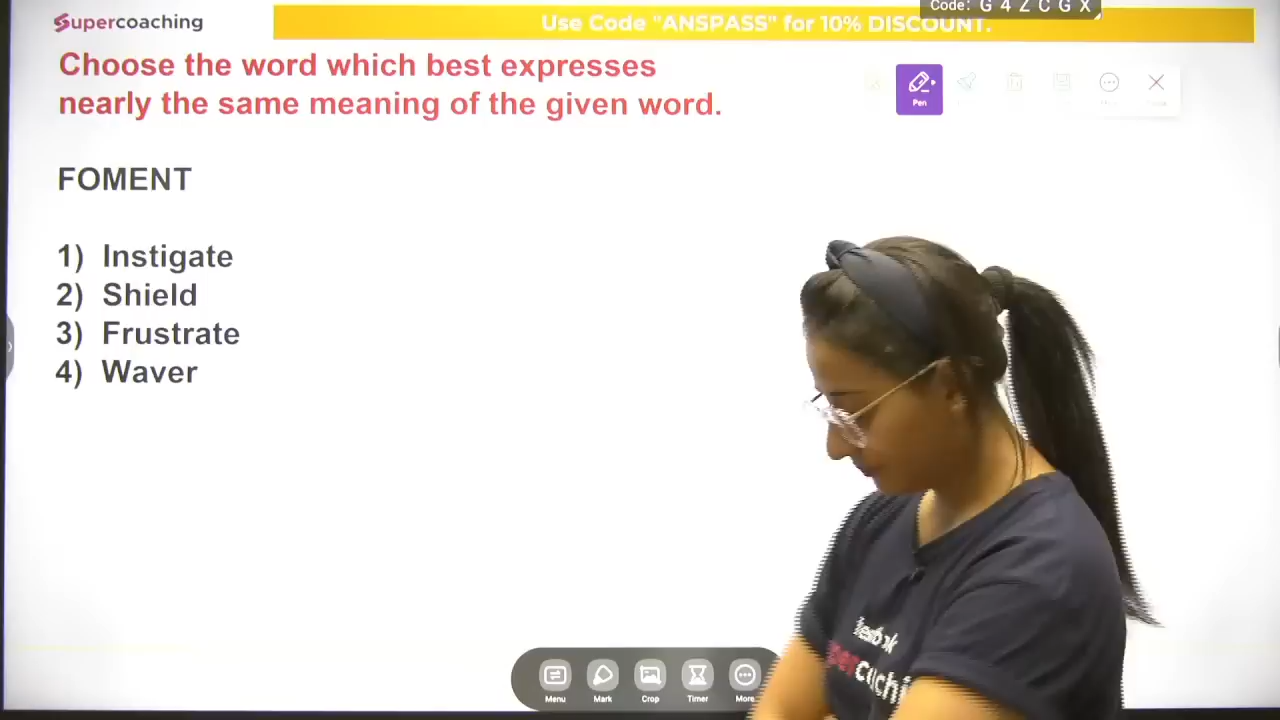 Supercoaching
Use Code "ANSPASS" for 10% DISCOUNT.
Code: G 4 Z C G X
Choose the word which best expresses
nearly the same meaning of the given word.
Pen
FOMENT
1) Instigate
2) Shield
3) Frustrate
4) Waver
Menu
Mark
Crop
Timer
More